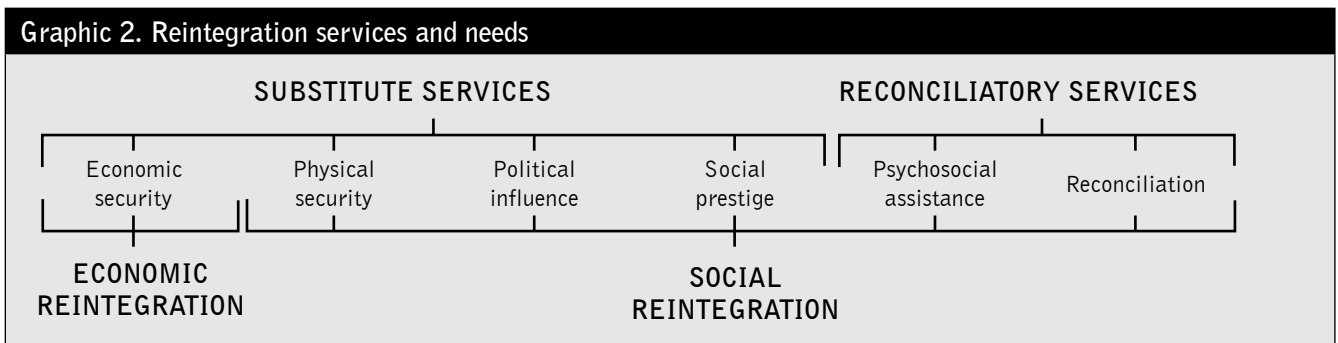 Graphic 2. Reintegration services and needs
SUBSTITUTE SERVICES
RECONCILIATORY SERVICES
Economic
security
Physical
security
Political
influence
Social
prestige
Psychosocial
assistance
Reconciliation
ECONOMIC
REINTEGRATION
SOCIAL
REINTEGRATION